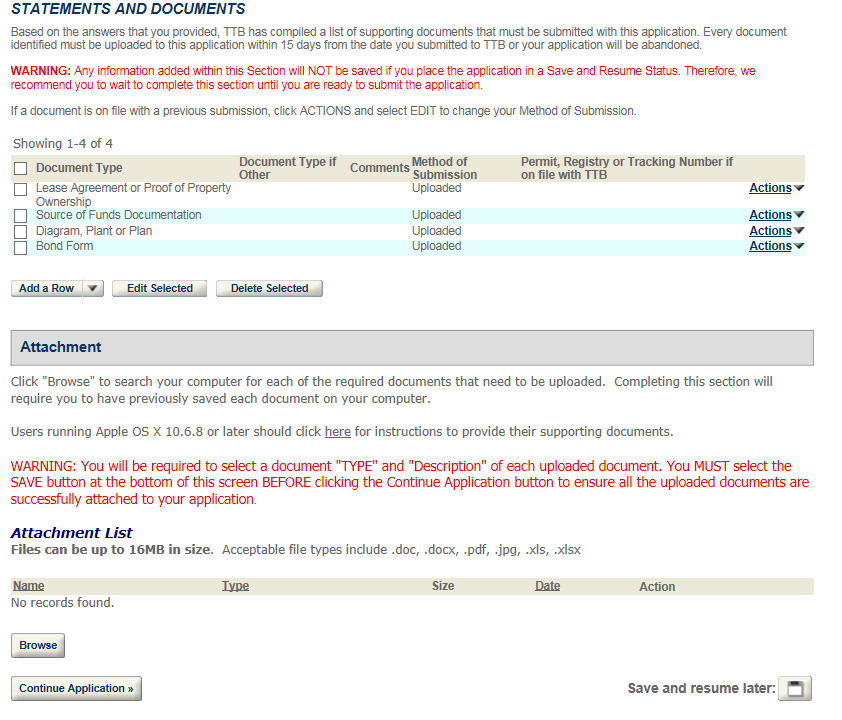 STATEMENTS AND DOCUMENTS
Based on the answers that you provided, TTB has compiled a list of supporting documents that must be submitted with this application. Every document
identified must be uploaded to this application within 15 days from the date you submitted to TTB or your application will be abandoned.
WARNING: Any information added within this Section will NOT be saved if you place the application in a Save and Resume Status. Therefore, we
recommend you to wait to complete this section until you are ready to submit the application.
If a document is on file with a previous submission, click ACTIONS and select EDIT to change your Method of Submission.
Showing 1-4 of 4
Document Type Document Type if Other Comments Method of Submission Permit, Registry or Tracking Number if on file with TTB
Lease Agreement or Proof of Property Ownership Uploaded Actions
Source of Funds Documentation Uploaded Actions
Diagram, Plant or Plan Uploaded Actions
Bond Form Uploaded Actions
Add a Row Edit Selected Delete Selected
Attachment
Click "Browse" to search your computer for each of the required documents that need to be uploaded. Completing this section will
require you to have previously saved each document on your computer.
Users running Apple OS X 10.6.8 or later should click here for instructions to provide their supporting documents.
WARNING: You will be required to select a document "TYPE" and "Description" of each uploaded document. You MUST select the
SAVE button at the bottom of this screen BEFORE clicking the Continue Application button to ensure all the uploaded documents are
successfully attached to your application.
Attachment List
Files can be up to 16MB in size. Acceptable file types include .doc, .docx, .pdf, .jpg, .xls, .xlsx
Name Type Size Date Action
No records found.
Browse
Continue Application » Save and resume later: